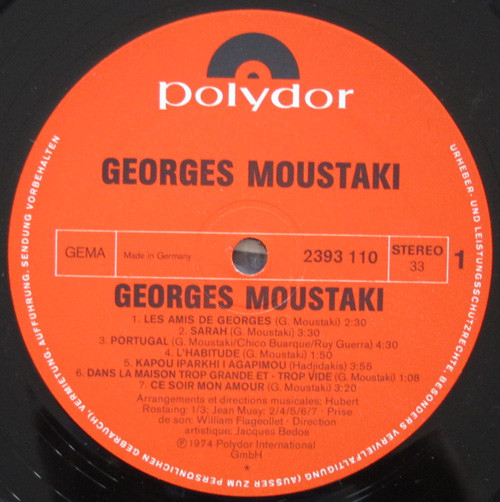 polydor
GEORGES MOUSTAKI
GEMA
Made in Germany
2393 110
STEREO
33
1
GEORGES MOUSTAKI
1. LES AMIS DE GEORGES (G. Moustaki) 2:30
2. SARAH (G. Moustaki) 3:30
3. PORTUGAL (G. Moustaki/Chico Buarque/Ruy Guerra) 4:30
4. L'HABITUDE (G. Moustaki) 1:50
5. KAPOU IPARKHI I AGAPIMOU (Hadjidakis) 3:55
6. DANS LA MAISON TROP GRANDE ET - TROP VIDE (G. Moustaki) 1:08
7. CE SOIR MON AMOUR (G. Moustaki) 3:20
Arrangements et directions musicales: Hubert
Rostaing: 1/3; Jean Musy: 2/4/5/6/7 · Prise
de son: William Flageollet · Direction
artistique: Jacques Bedos
Ⓟ 1974 Polydor International
GmbH
*
URHEBER- UND LEISTUNGSSCHUTZRECHTE, BESONDERS VERVIELFÄLTIGUNG (AUSSER ZUM PERSÖNLICHEN GEBRAUCH), VERMIETUNG, AUFFÜHRUNG, SENDUNG VORBEHALTEN